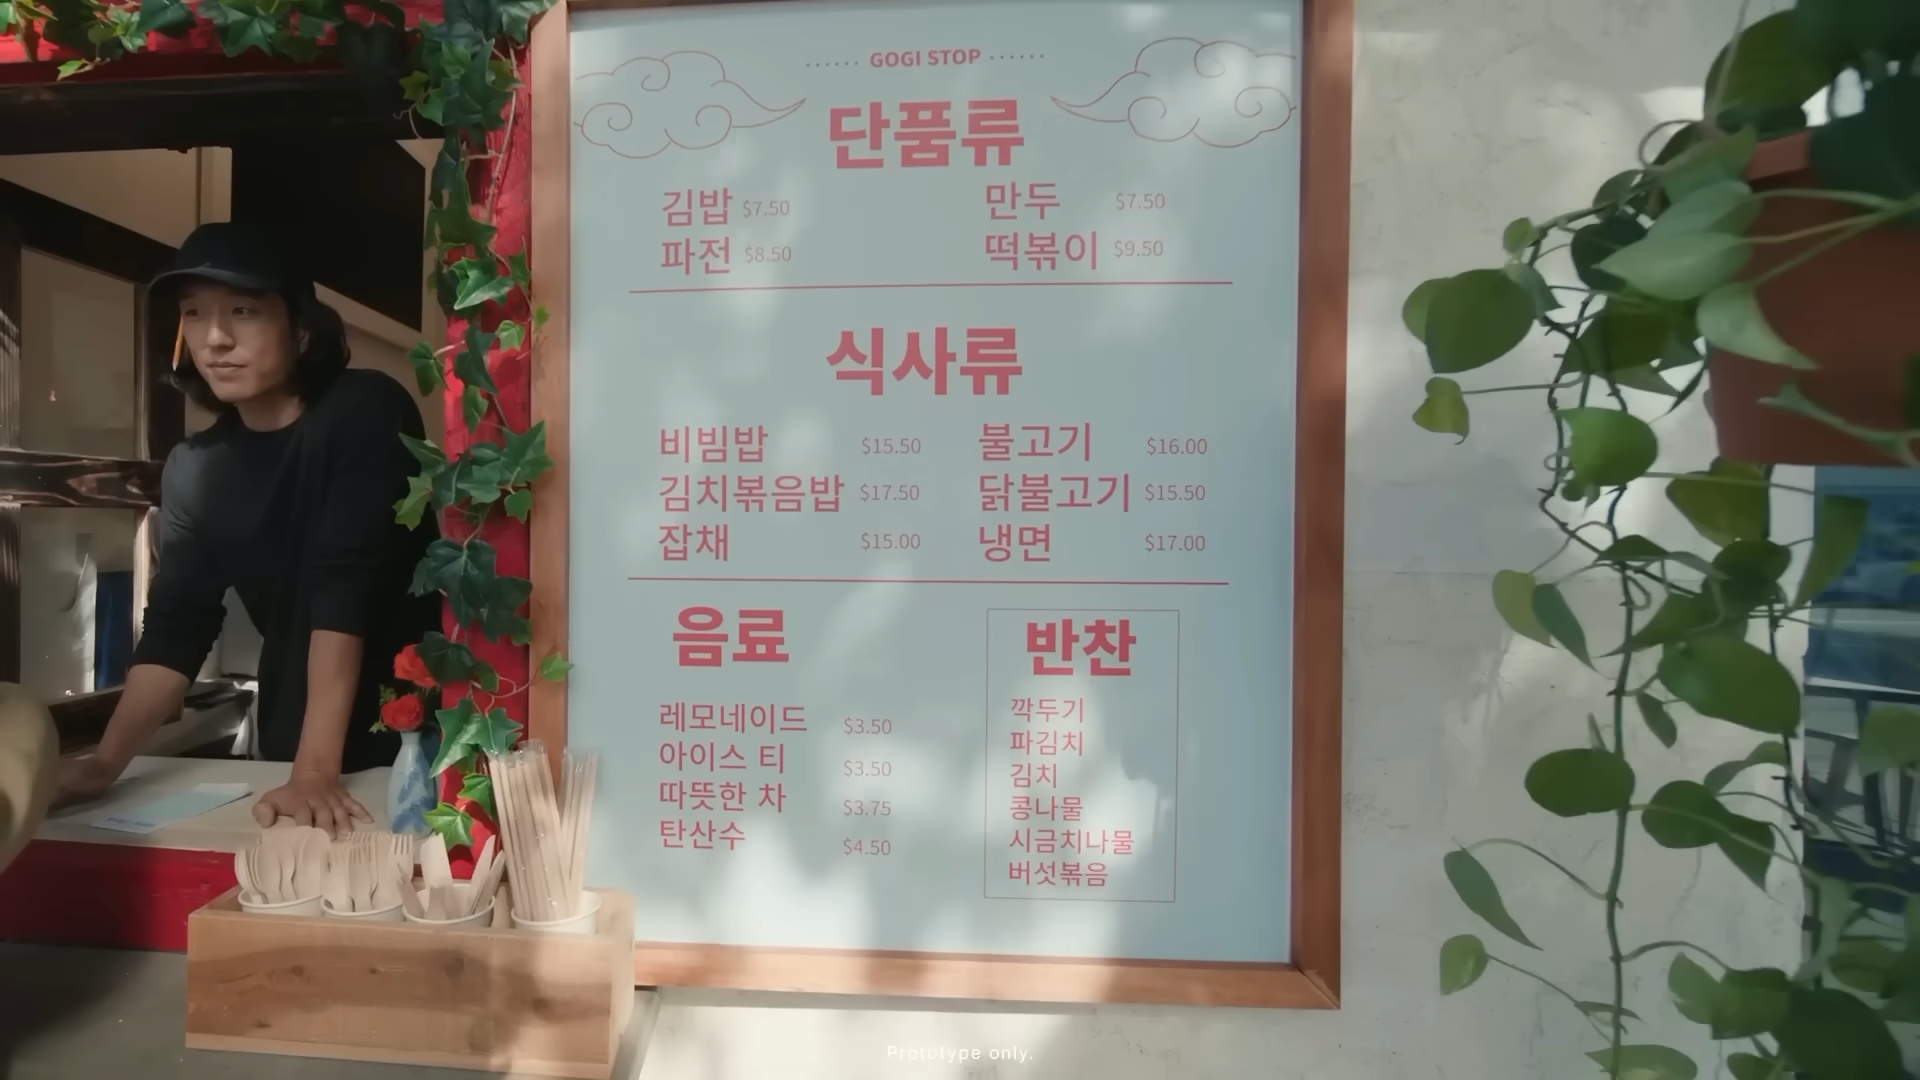 GOGI STOP
단품류
김밥 $7.50 만두 $7.50
파전 $8.50 떡볶이 $9.50
식사류
비빔밥 $15.50 불고기 $16.00
김치볶음밥 $17.50 닭불고기 $15.50
잡채 $15.00 냉면 $17.00
음료
레모네이드 $3.50
아이스 티 $3.50
따뜻한 차 $3.75
탄산수 $4.50
반찬
깍두기
파김치
김치
콩나물
시금치나물
버섯볶음
Prototype only.